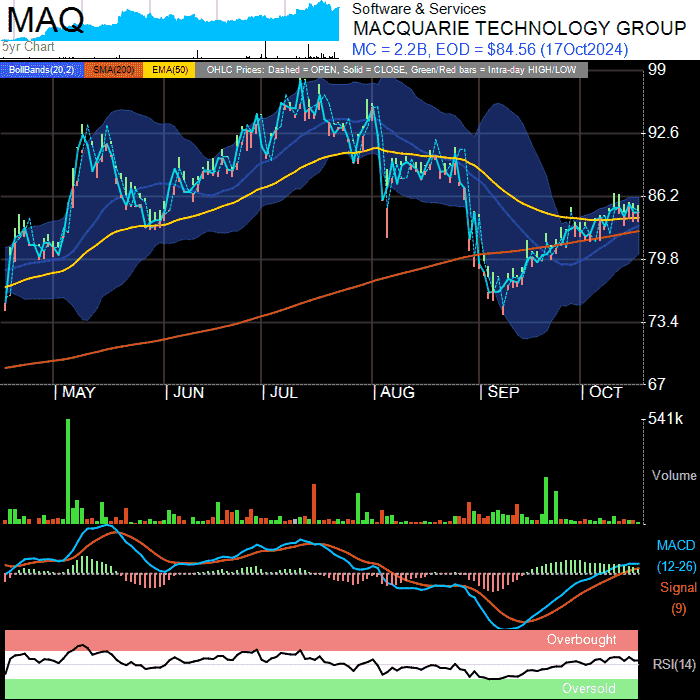 MAQ
Software & Services
MACQUARIE TECHNOLOGY GROUP
5yr Chart
MC = 2.2B, EOD = $84.56 (17Oct2024)
BollBands(20,2) SMA(200) EMA(50) OHLC Prices: Dashed = OPEN, Solid = CLOSE, Green/Red bars = Intra-day HIGH/LOW
99
92.6
86.2
79.8
73.4
67
| MAY | JUN | JUL | AUG | SEP | OCT
541k
Volume
MACD
(12-26)
Signal
(9)
Overbought
RSI(14)
Oversold